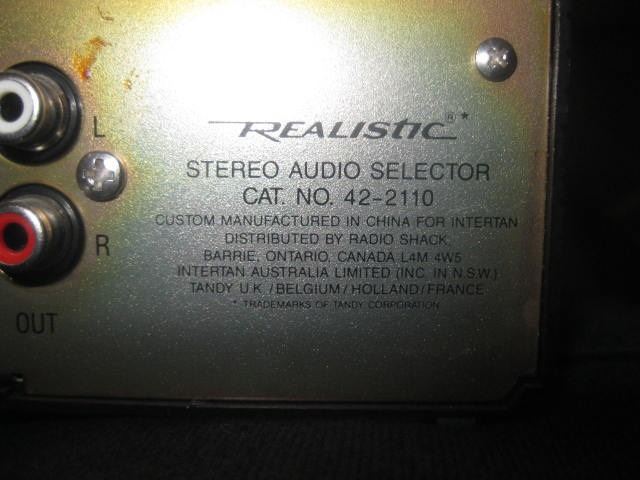 L
REALISTIC®*
STEREO AUDIO SELECTOR
CAT. NO. 42-2110
CUSTOM MANUFACTURED IN CHINA FOR INTERTAN
DISTRIBUTED BY RADIO SHACK,
R
BARRIE, ONTARIO, CANADA L4M 4W5
INTERTAN AUSTRALIA LIMITED (INC. IN N.S.W.)
TANDY U.K./BELGIUM/HOLLAND/FRANCE
* TRADEMARKS OF TANDY CORPORATION
OUT